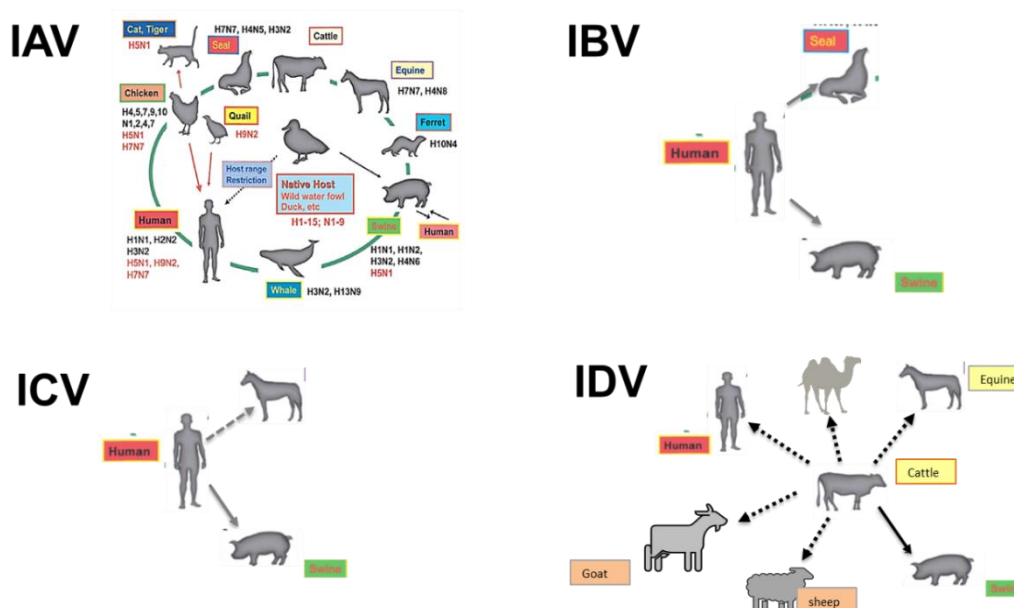 IAV
Cat, Tiger
H5N1
Seal
H7N7, H4N5, H3N2
Cattle
Equine
H7N7, H4N8
Chicken
H4,5,7,9,10
N1,2,4,7
H5N1
H7N7
Quail
H9N2
Ferret
H10N4
Host range
Restriction
Native Host
Wild water fowl
Duck, etc
H1-15; N1-9
Swine
Human
H1N1, H1N2,
H3N2, H4N6
H5N1
Human
H1N1, H2N2
H3N2
H5N1, H9N2,
H7N7
Whale
H3N2, H13N9
IBV
Seal
Human
Swine
ICV
Human
Swine
IDV
Human
Equine
Cattle
Goat
sheep
Swin